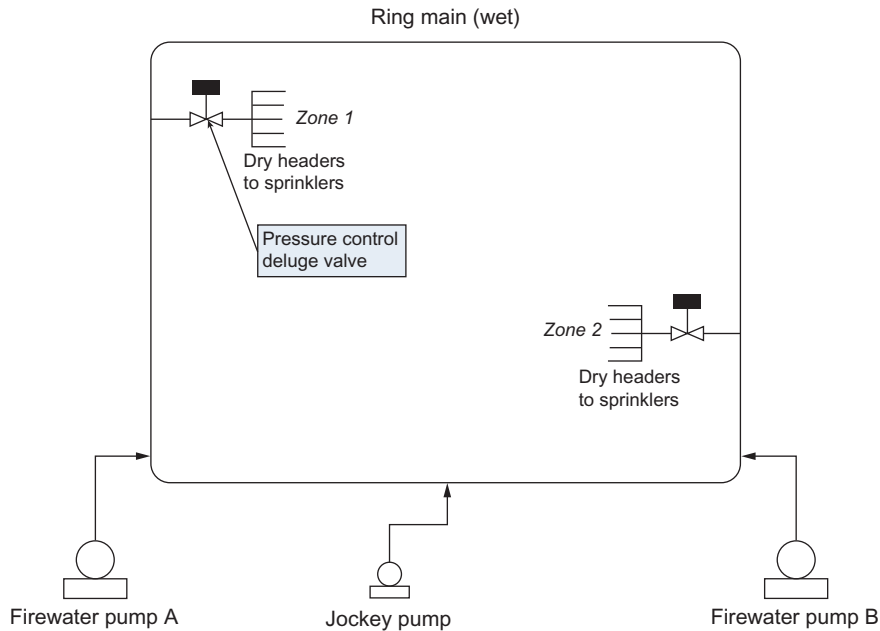 Ring main (wet)
Zone 1
Dry headers
to sprinklers
Pressure control
deluge valve
Zone 2
Dry headers
to sprinklers
Firewater pump A
Jockey pump
Firewater pump B